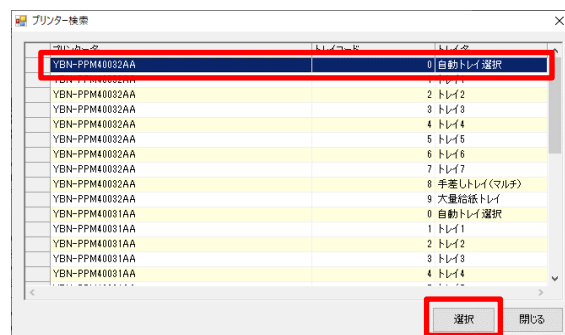 プリンター検索
プリンター名 トレイコード トレイ名
YBN-PPM40032AA 0 自動トレイ選択
YBN-PPM40032AA 1 トレイ1
YBN-PPM40032AA 2 トレイ2
YBN-PPM40032AA 3 トレイ3
YBN-PPM40032AA 4 トレイ4
YBN-PPM40032AA 5 トレイ5
YBN-PPM40032AA 6 トレイ6
YBN-PPM40032AA 7 トレイ7
YBN-PPM40032AA 8 手差しトレイ(マルチ)
YBN-PPM40032AA 9 大量給紙トレイ
YBN-PPM40031AA 0 自動トレイ選択
YBN-PPM40031AA 1 トレイ1
YBN-PPM40031AA 2 トレイ2
YBN-PPM40031AA 3 トレイ3
YBN-PPM40031AA 4 トレイ4
選択 閉じる